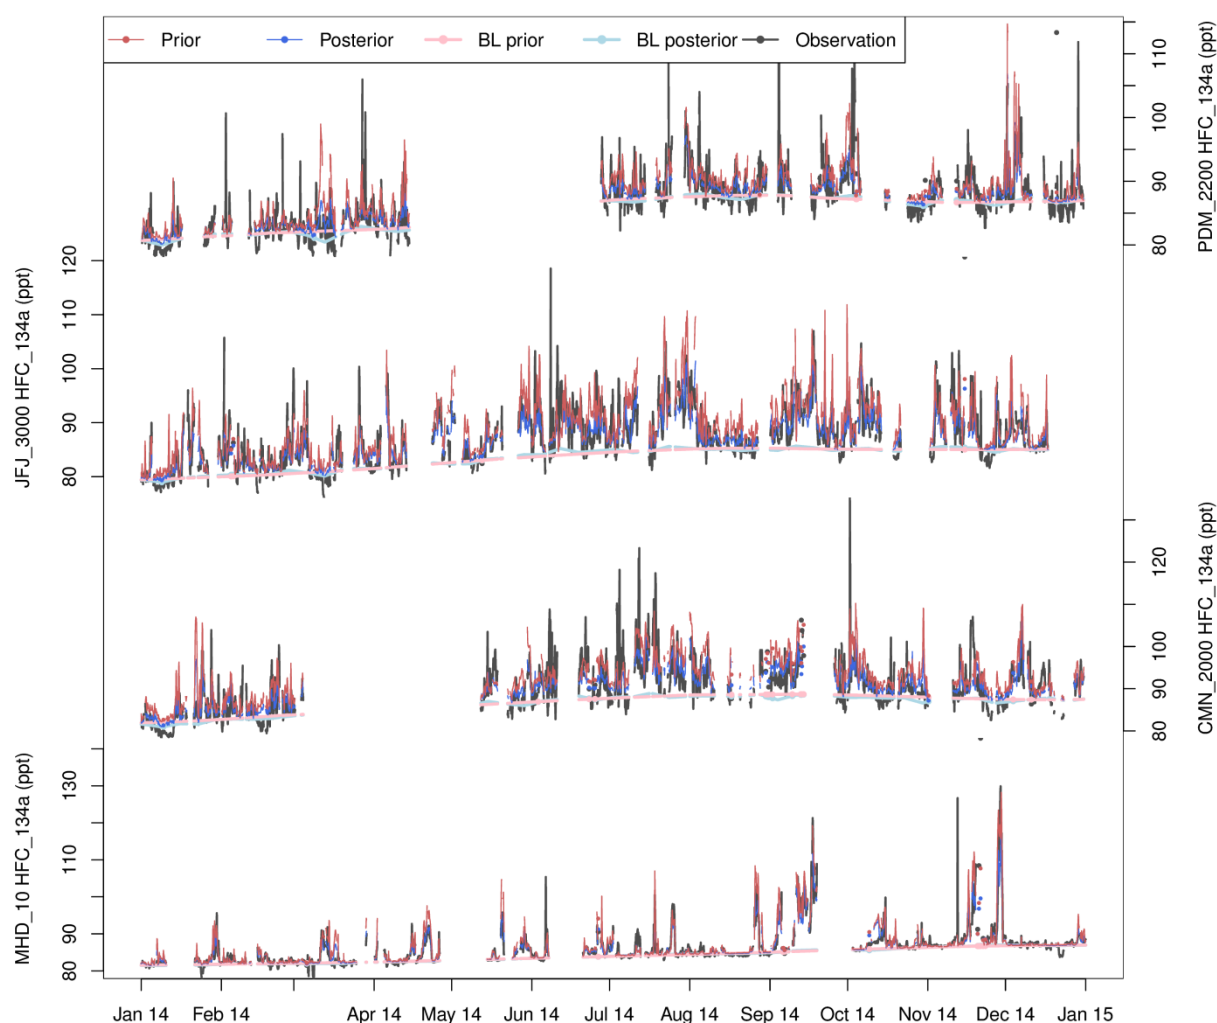 Prior Posterior BL prior BL posterior Observation
110
100
90
80
PDM_2200 HFC_134a (ppt)
120
110
100
90
80
JFJ_3000 HFC_134a (ppt)
120
100
90
80
CMN_2000 HFC_134a (ppt)
130
110
90
80
MHD_10 HFC_134a (ppt)
Jan 14 Feb 14 Apr 14 May 14 Jun 14 Jul 14 Aug 14 Sep 14 Oct 14 Nov 14 Dec 14 Jan 15